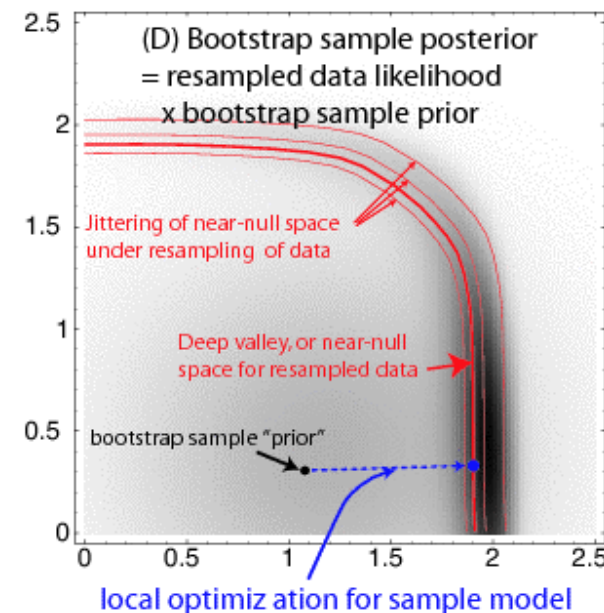 2.5
(D) Bootstrap sample posterior
= resampled data likelihood
x bootstrap sample prior
2
Jittering of near-null space
under resampling of data
1.5
1
Deep valley, or near-null
space for resampled data
0.5
bootstrap sample "prior"
0
0 0.5 1 1.5 2 2.5
local optimiz ation for sample model